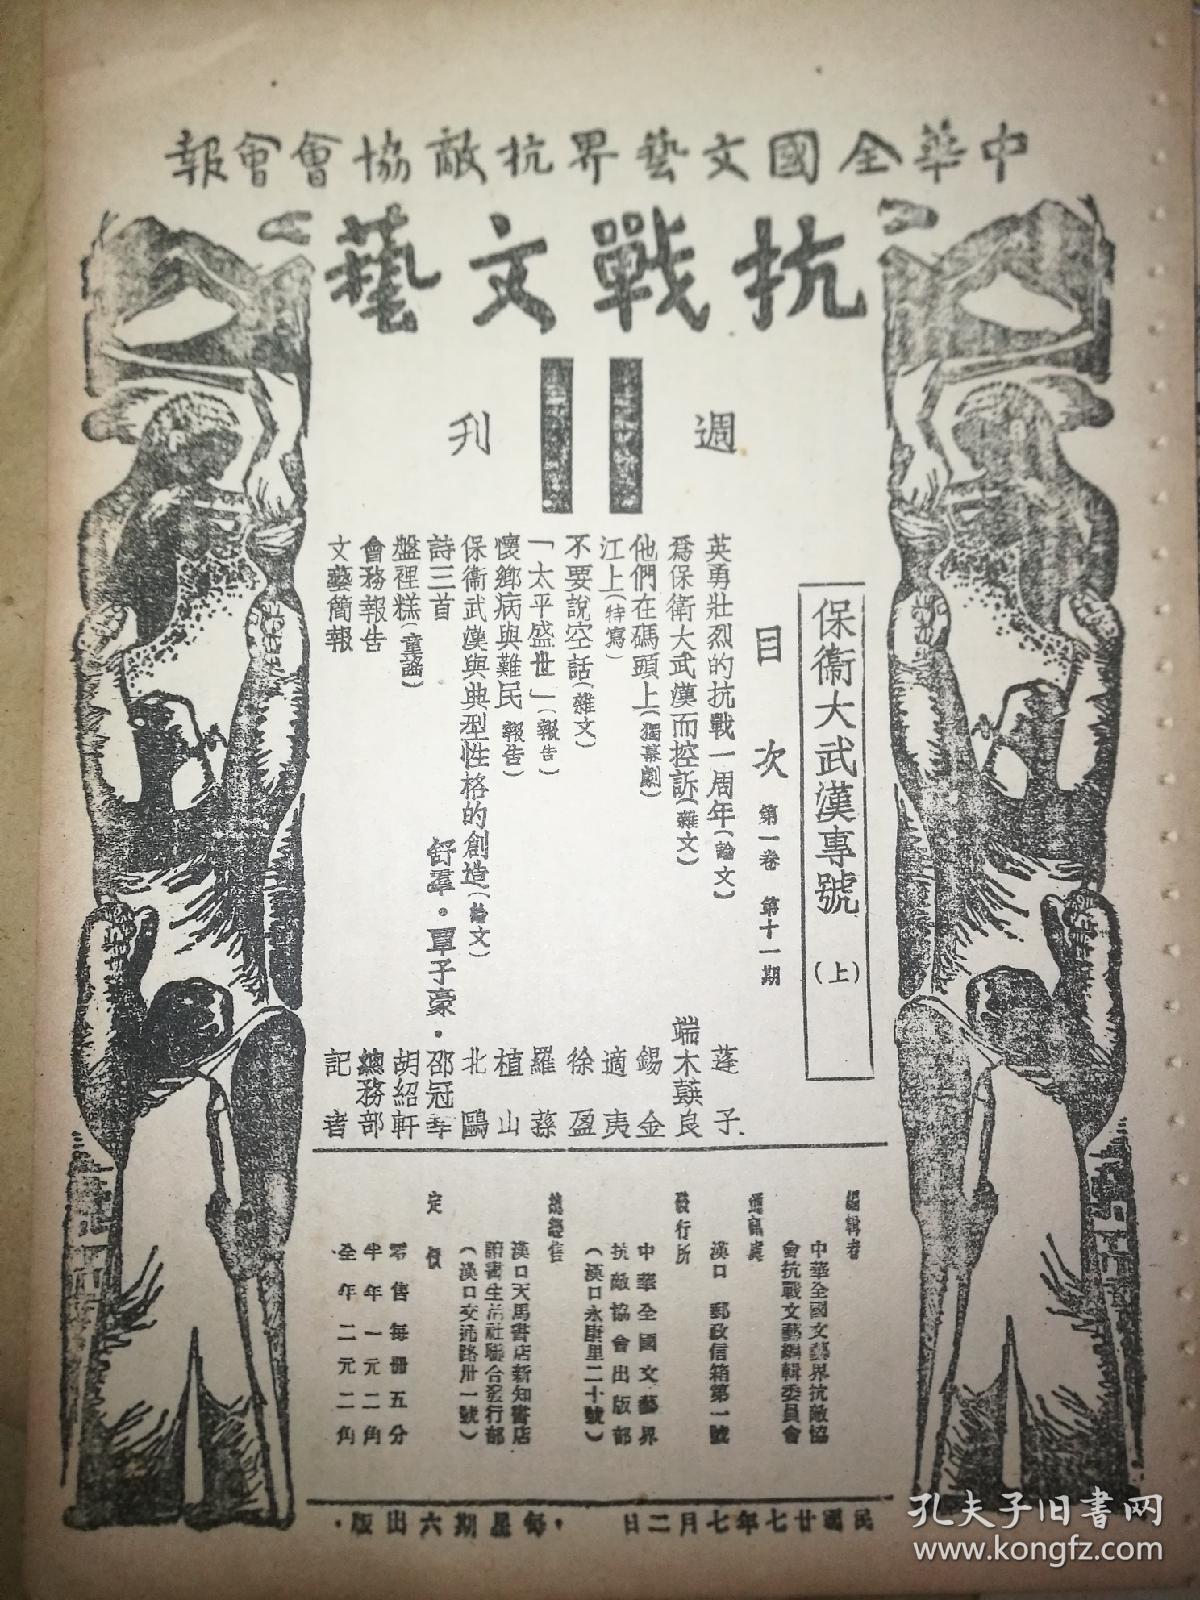 中華全國文藝界抗敵協會會報
抗戰文藝
週刊
11
保衞大武漢專號(上)
目次 第一卷 第十一期
英勇壯烈的抗戰一周年(論文) 蓬子
爲保衛大武漢而控訴(雜文) 端木蕻良
他們在碼頭上(獨幕劇) 錫金
江上(特寫) 適夷
不要說空話(雜文) 徐盈
「太平盛世」(報告) 羅蓀
懷鄉病與難民(報告) 植山
保衛武漢與典型性格的創造(論文) 北鷗
詩三首 舒羣・覃子豪・邵冠華
盤裡糕(童謠) 胡紹軒
會務報告 總務部
文藝簡報 記者
編輯者
中華全國文藝界抗敵協
會抗戰文藝編輯委員會
通訊處
漢口 郵政信箱第一號
發行所
中華全國文藝界
抗敵協會出版部
(漢口永康里二十號)
總經售
漢口天馬書店新知書店
讀書生活社聯合發行部
(漢口交通路卅一號)
定價
零售每冊五分
半年一元二角
全年二元二角
民國廿七年七月二日 ・每星期六出版・
孔夫子旧书网
www.kongfz.com